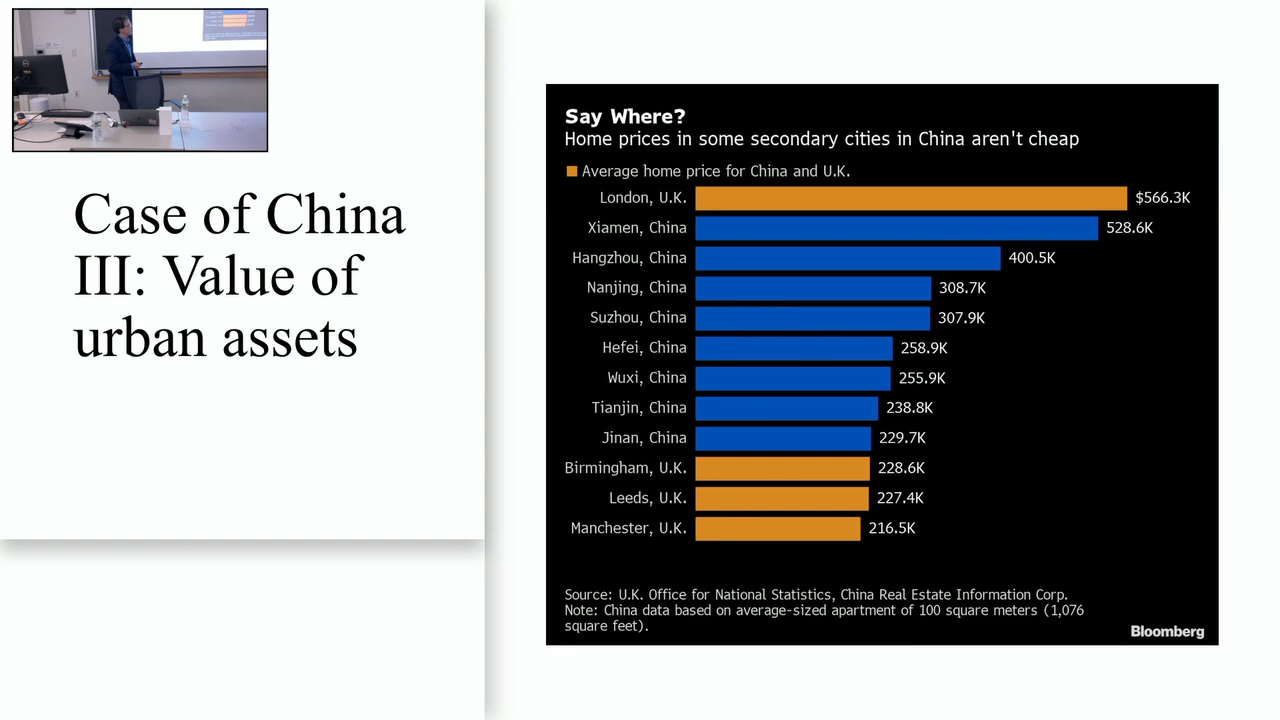 Case of China
III: Value of
urban assets
Say Where?
Home prices in some secondary cities in China aren't cheap
Average home price for China and U.K.
London, U.K. $566.3K
Xiamen, China 528.6K
Hangzhou, China 400.5K
Nanjing, China 308.7K
Suzhou, China 307.9K
Hefei, China 258.9K
Wuxi, China 255.9K
Tianjin, China 238.8K
Jinan, China 229.7K
Birmingham, U.K. 228.6K
Leeds, U.K. 227.4K
Manchester, U.K. 216.5K
Source: U.K. Office for National Statistics, China Real Estate Information Corp.
Note: China data based on average-sized apartment of 100 square meters (1,076
square feet).
Bloomberg